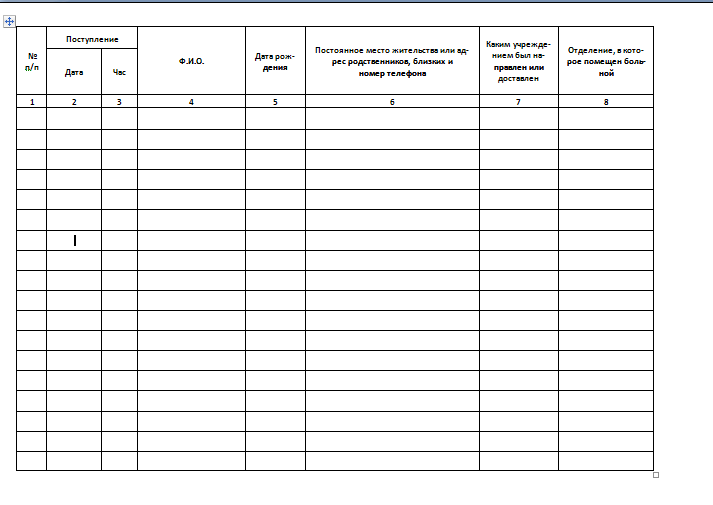 №
п/п
Поступление
Дата
Час
Ф.И.О.
Дата рож-
дения
Постоянное место жительства или ад-
рес родственников, близких и
номер телефона
Каким учрежде-
нием был на-
правлен или
доставлен
Отделение, в кото-
рое помещен боль-
ной
1 2 3 4 5 6 7 8